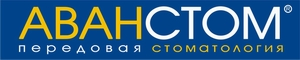 АВАНСТОМ®
передовая стоматология